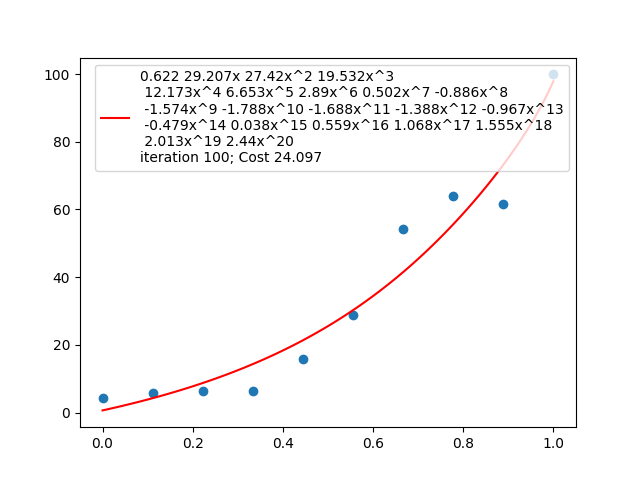 0.622 29.207x 27.42x^2 19.532x^3
12.173x^4 6.653x^5 2.89x^6 0.502x^7 -0.886x^8
-1.574x^9 -1.788x^10 -1.688x^11 -1.388x^12 -0.967x^13
-0.479x^14 0.038x^15 0.559x^16 1.068x^17 1.555x^18
2.013x^19 2.44x^20
iteration 100; Cost 24.097
100
80
60
40
20
0
0.0 0.2 0.4 0.6 0.8 1.0